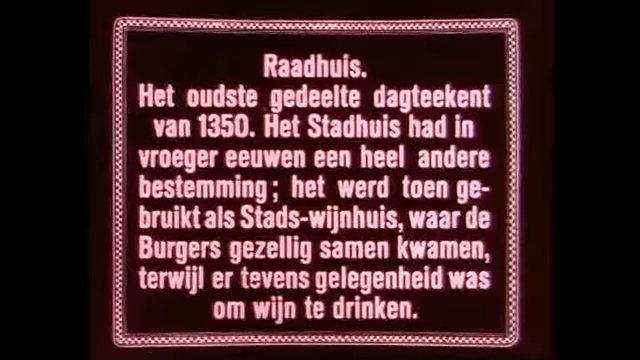 Raadhuis.
Het oudste gedeelte dagteekent
van 1350. Het Stadhuis had in
vroeger eeuwen een heel andere
bestemming; het werd toen ge-
bruikt als Stads-wijnhuis, waar de
Burgers gezellig samen kwamen,
terwijl er tevens gelegenheid was
om wijn te drinken.